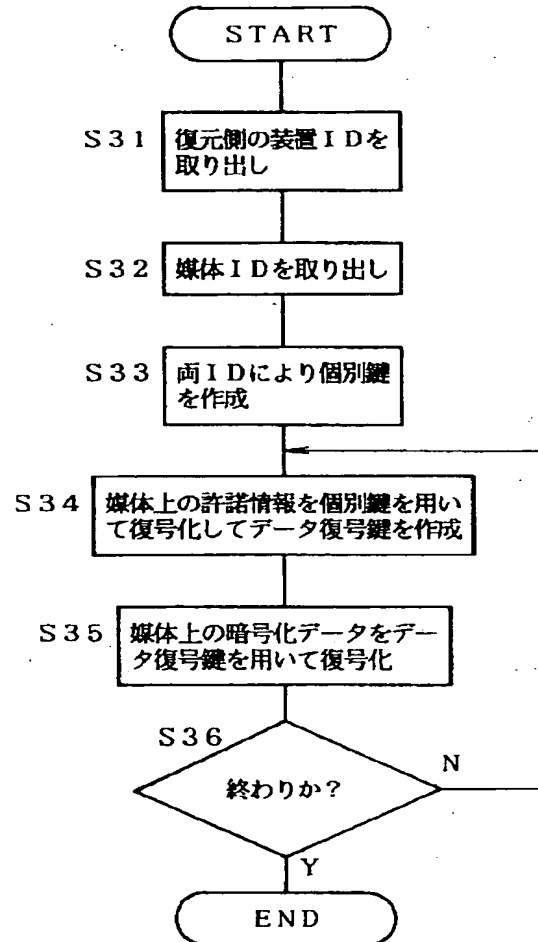 START
S31 復元側の装置IDを
取り出し
S32 媒体IDを取り出し
S33 両IDにより個別鍵
を作成
S34 媒体上の許諾情報を個別鍵を用い
て復号化してデータ復号鍵を作成
S35 媒体上の暗号化データをデー
タ復号鍵を用いて復号化
S36
終わりか?
N
Y
END